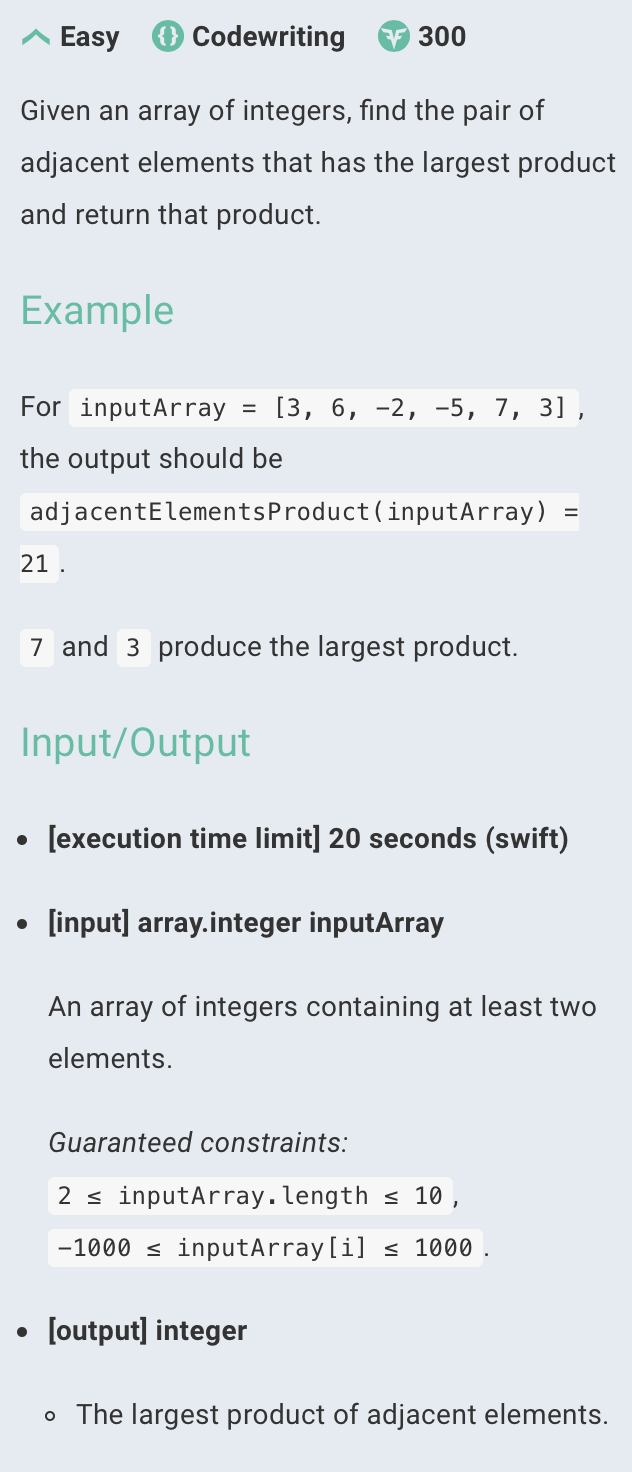 Easy Codewriting 300
Given an array of integers, find the pair of
adjacent elements that has the largest product
and return that product.
Example
For inputArray = [3, 6, -2, -5, 7, 3] ,
the output should be
adjacentElementsProduct(inputArray) =
21 .
7 and 3 produce the largest product.
Input/Output
• [execution time limit] 20 seconds (swift)
• [input] array.integer inputArray
An array of integers containing at least two
elements.
Guaranteed constraints:
2 ≤ inputArray.length ≤ 10 ,
-1000 ≤ inputArray[i] ≤ 1000 .
• [output] integer
◦ The largest product of adjacent elements.